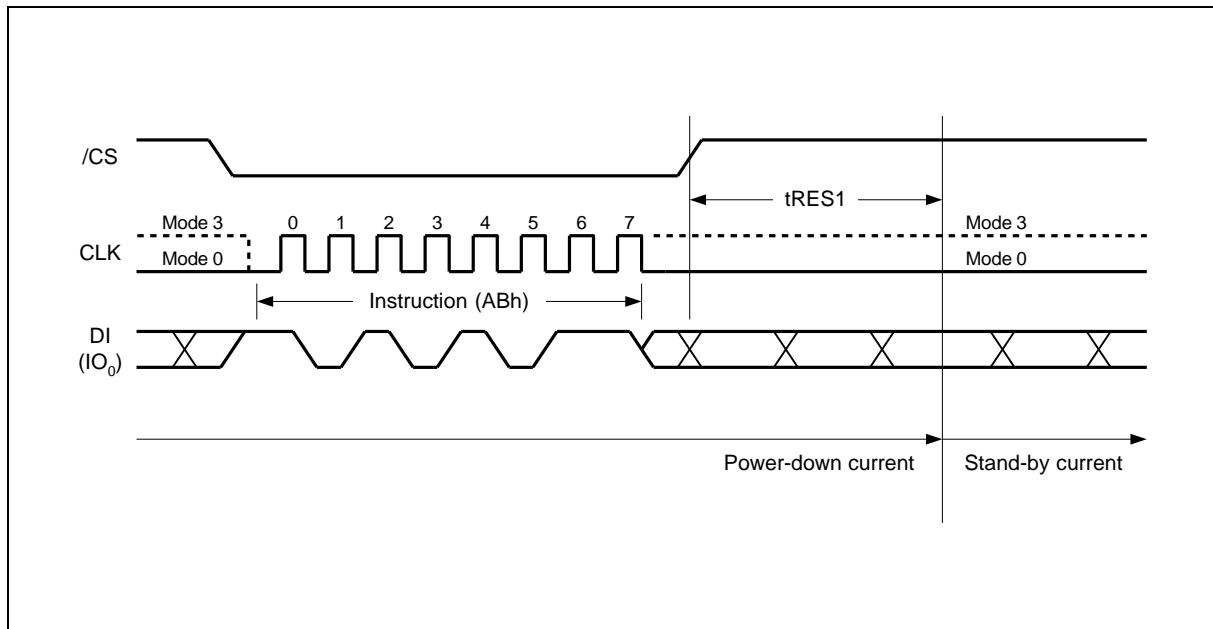 /CS
tRES1
Mode 3 0 1 2 3 4 5 6 7 Mode 3
CLK
Mode 0 Mode 0
Instruction (ABh)
DI
(IO₀)
Power-down current Stand-by current